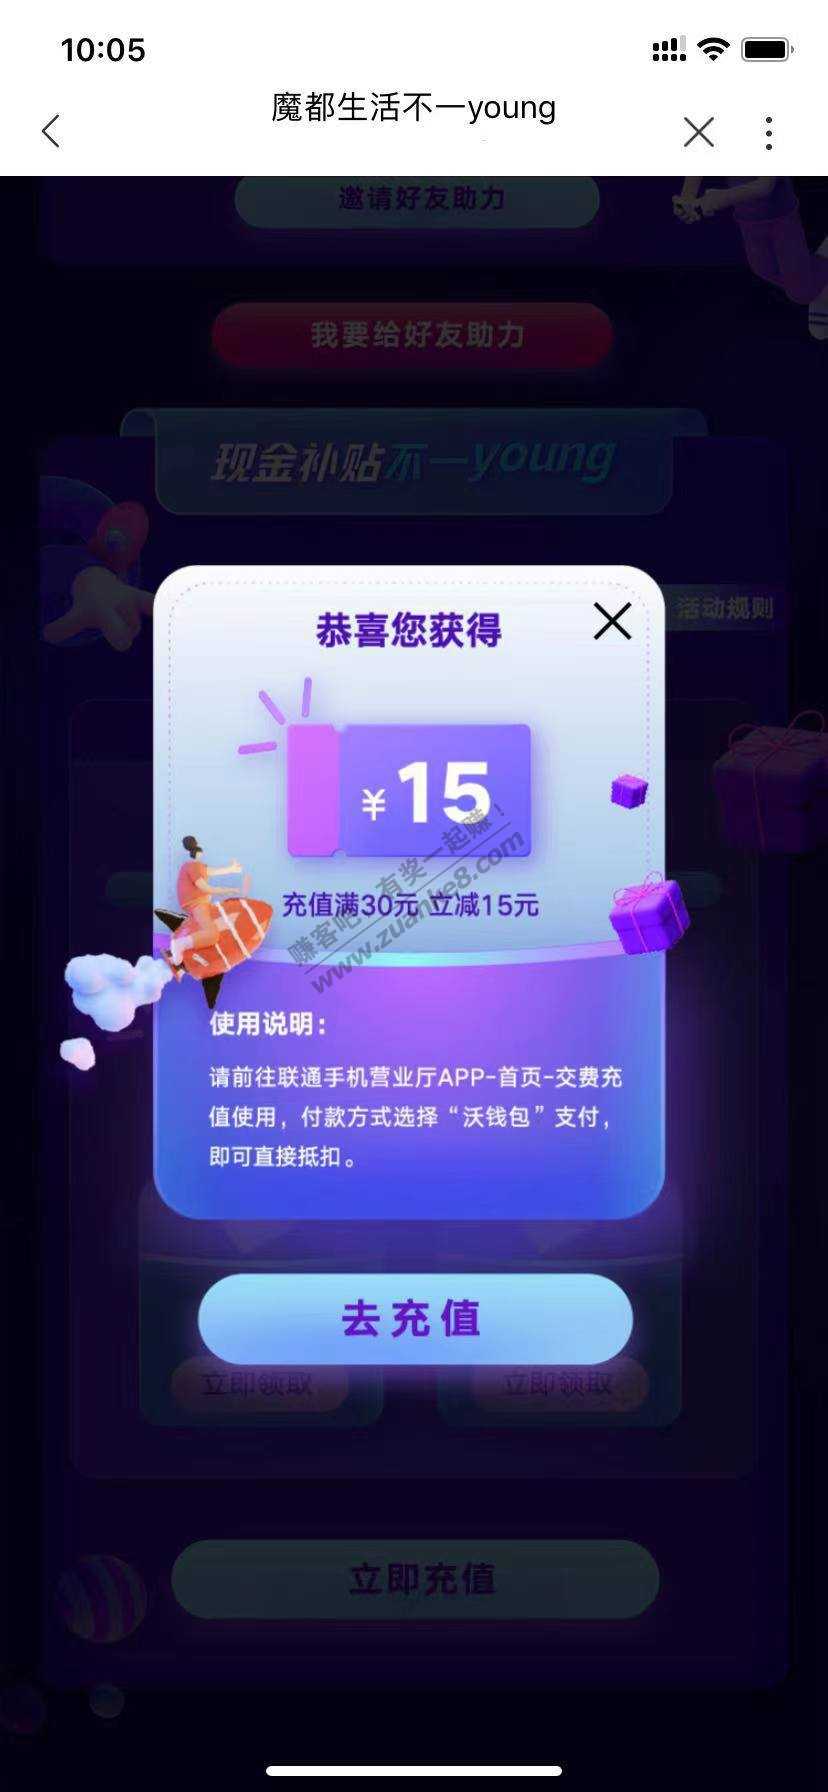 10:05
魔都生活不一young
邀请好友助力
我要给好友助力
现金补贴不一young
活动规则
恭喜您获得
¥15
充值满30元 立减15元
赚客吧，有奖一起赚！
www.zuanke8.com
使用说明：
请前往联通手机营业厅APP-首页-交费充
值使用，付款方式选择“沃钱包”支付，
即可直接抵扣。
去充值
立即领取 立即领取
立即充值